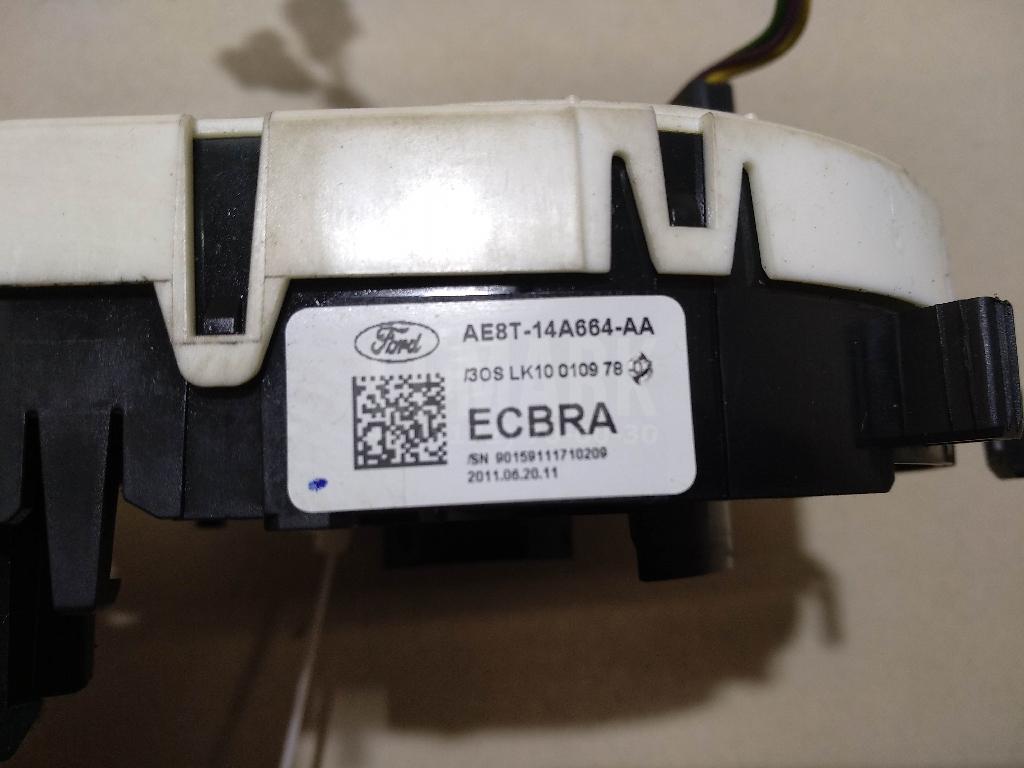 Ford AE8T-14A664-AA
/3OS LK10 0109 78
ECBRA
/SN 90159111710209
2011.06.20.11